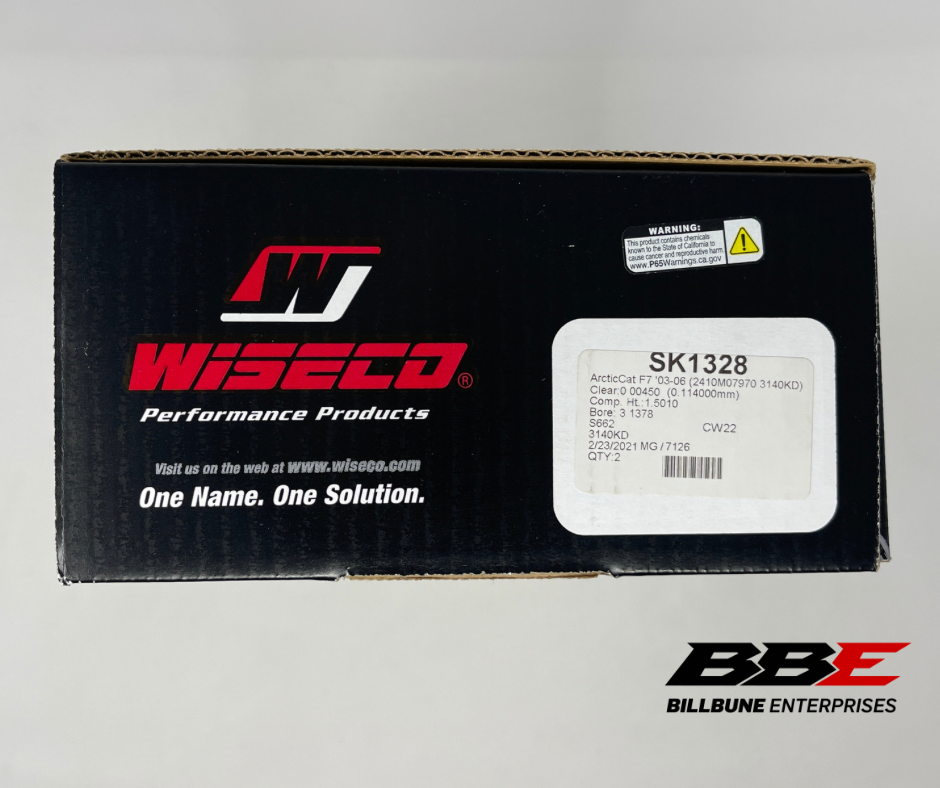 W
WISECO®
Performance Products
Visit us on the web at www.wiseco.com
One Name. One Solution.
WARNING:
This product contains chemicals
known to the State of California to
cause cancer and reproductive harm.
www.P65Warnings.ca.gov
SK1328
ArcticCat F7 '03-06 (2410M07970 3140KD)
Clear:0 00450 (0.114000mm)
Comp. Ht.:1.5010
Bore: 3 1378
S662
CW22
3140KD
2/23/2021 MG / 7126
QTY:2
BBE
BILLBUNE ENTERPRISES